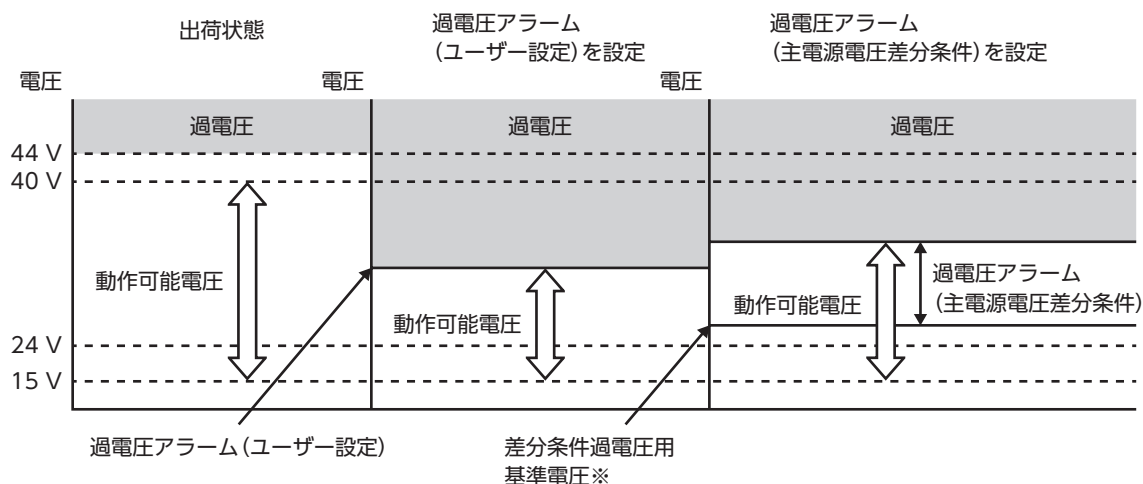 出荷状態
過電圧アラーム
(ユーザー設定)を設定
過電圧アラーム
(主電源電圧差分条件)を設定
電圧
電圧
電圧
過電圧
過電圧
過電圧
44 V
40 V
動作可能電圧
動作可能電圧
動作可能電圧
過電圧アラーム
(主電源電圧差分条件)
24 V
15 V
過電圧アラーム(ユーザー設定)
差分条件過電圧用
基準電圧※